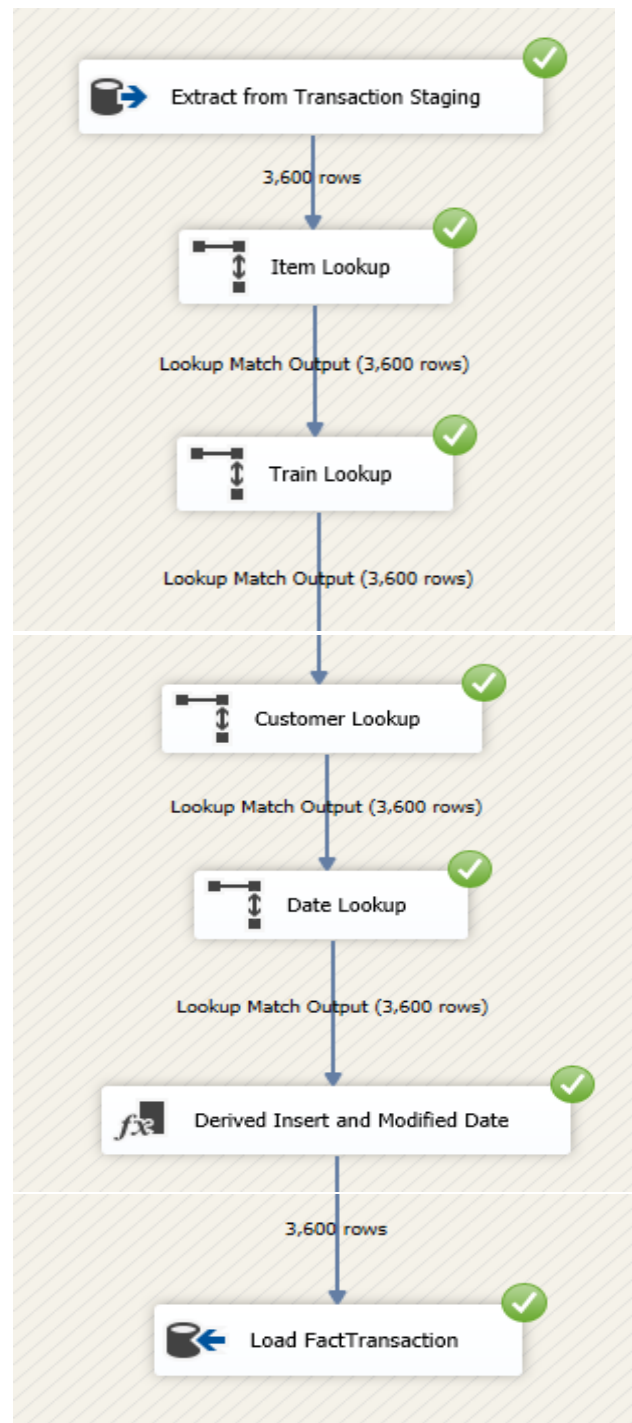 Extract from Transaction Staging
3,600 rows
Item Lookup
Lookup Match Output (3,600 rows)
Train Lookup
Lookup Match Output (3,600 rows)
Customer Lookup
Lookup Match Output (3,600 rows)
Date Lookup
Lookup Match Output (3,600 rows)
fx Derived Insert and Modified Date
3,600 rows
Load FactTransaction